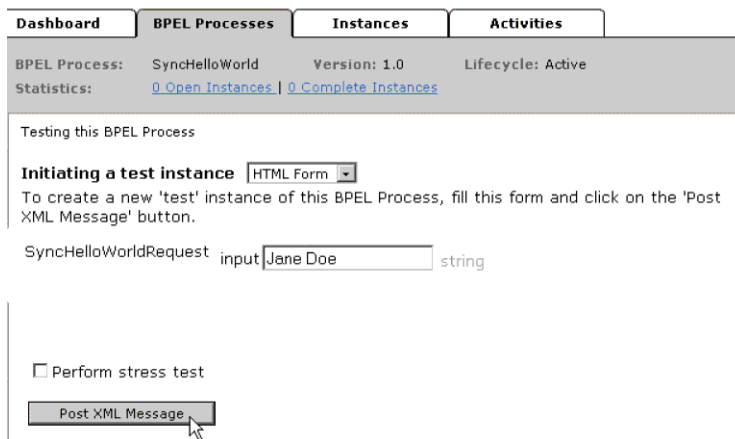 Dashboard BPEL Processes Instances Activities
BPEL Process: SyncHelloWorld Version: 1.0 Lifecycle: Active
Statistics: 0 Open Instances | 0 Complete Instances
Testing this BPEL Process
Initiating a test instance HTML Form
To create a new 'test' instance of this BPEL Process, fill this form and click on the 'Post
XML Message' button.
SyncHelloWorldRequest input Jane Doe string
Perform stress test
Post XML Message